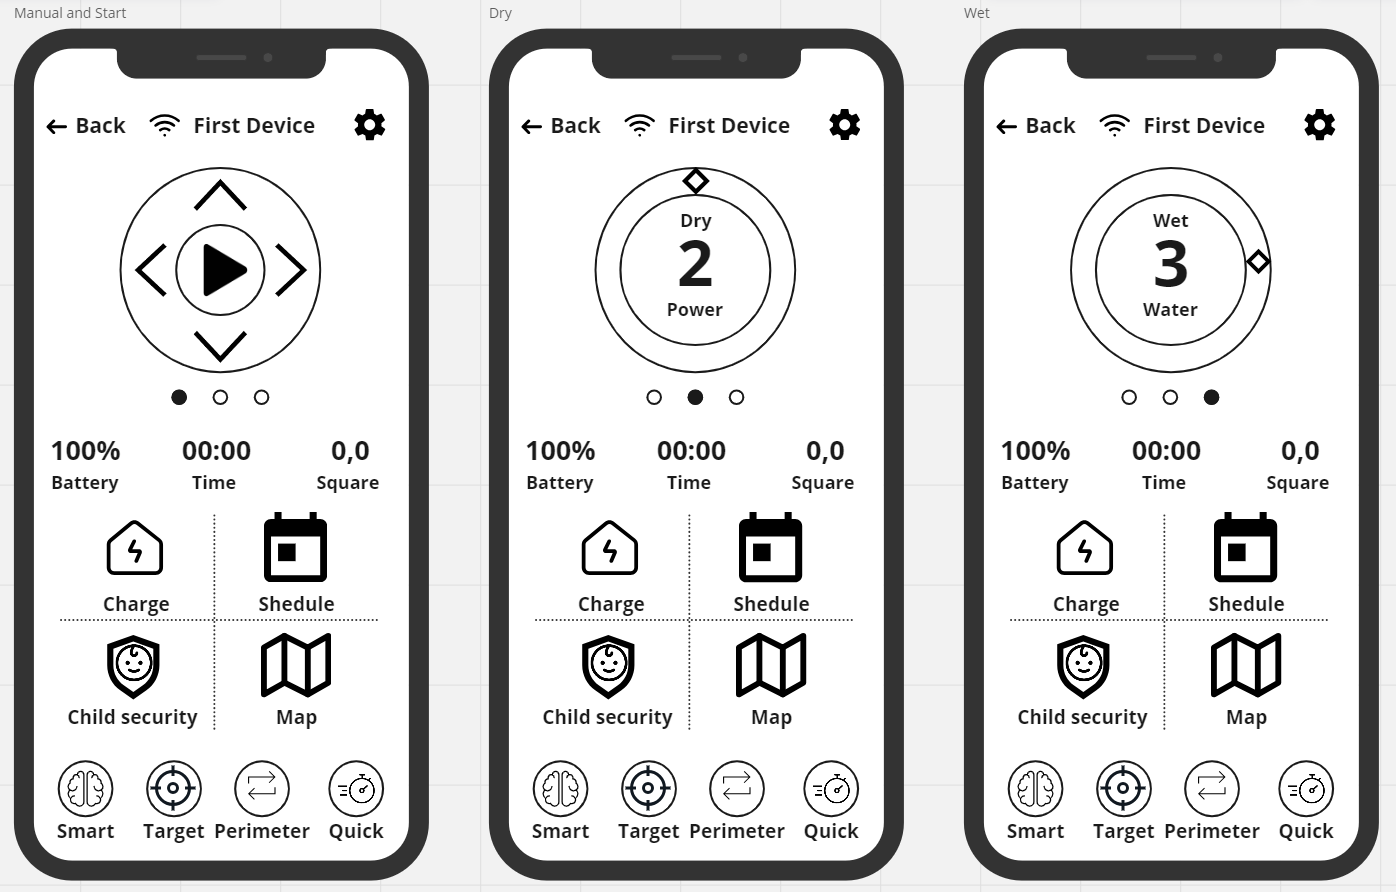 Manual and Start
Back First Device
100% 00:00 0,0
Battery Time Square
Charge Shedule
Child security Map
Smart Target Perimeter Quick
Dry
Back First Device
Dry
2
Power
100% 00:00 0,0
Battery Time Square
Charge Shedule
Child security Map
Smart Target Perimeter Quick
Wet
Back First Device
Wet
3
Water
100% 00:00 0,0
Battery Time Square
Charge Shedule
Child security Map
Smart Target Perimeter Quick